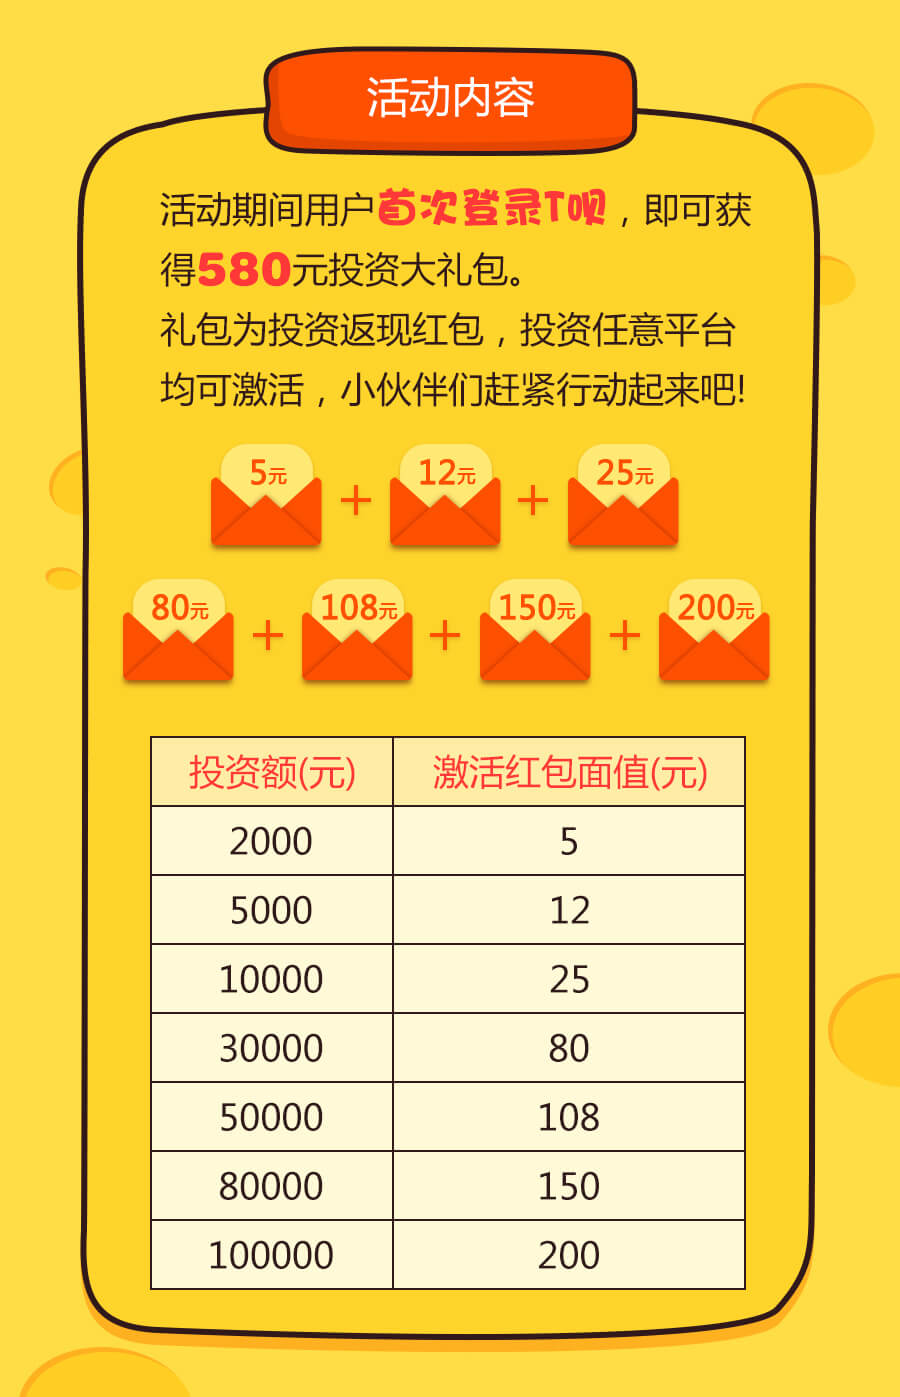 活动内容
活动期间用户首次登录T呗，即可获
得580元投资大礼包。
礼包为投资返现红包，投资任意平台
均可激活，小伙伴们赶紧行动起来吧!
5元 + 12元 + 25元
80元 + 108元 + 150元 + 200元
投资额(元) 激活红包面值(元)
2000 5
5000 12
10000 25
30000 80
50000 108
80000 150
100000 200